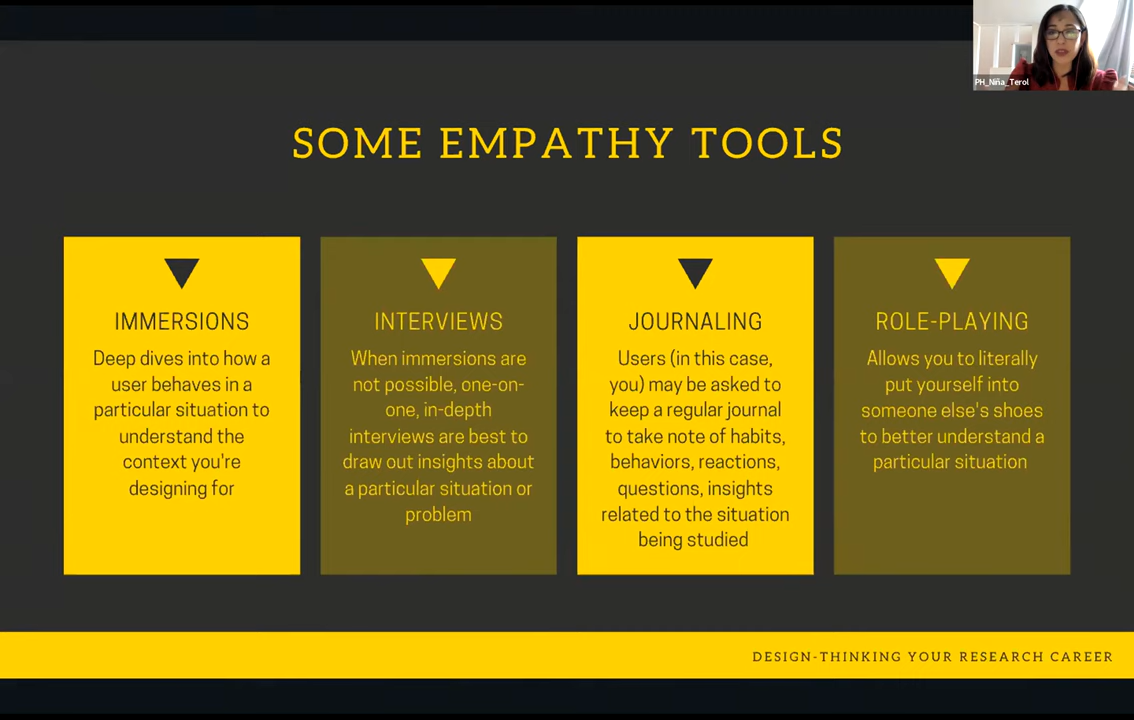 PH_Niña_Terol
SOME EMPATHY TOOLS
IMMERSIONS
Deep dives into how a
user behaves in a
particular situation to
understand the
context you're
designing for
INTERVIEWS
When immersions are
not possible, one-on-
one, in-depth
interviews are best to
draw out insights about
a particular situation or
problem
JOURNALING
Users (in this case,
you) may be asked to
keep a regular journal
to take note of habits,
behaviors, reactions,
questions, insights
related to the situation
being studied
ROLE-PLAYING
Allows you to literally
put yourself into
someone else's shoes
to better understand a
particular situation
DESIGN-THINKING YOUR RESEARCH CAREER